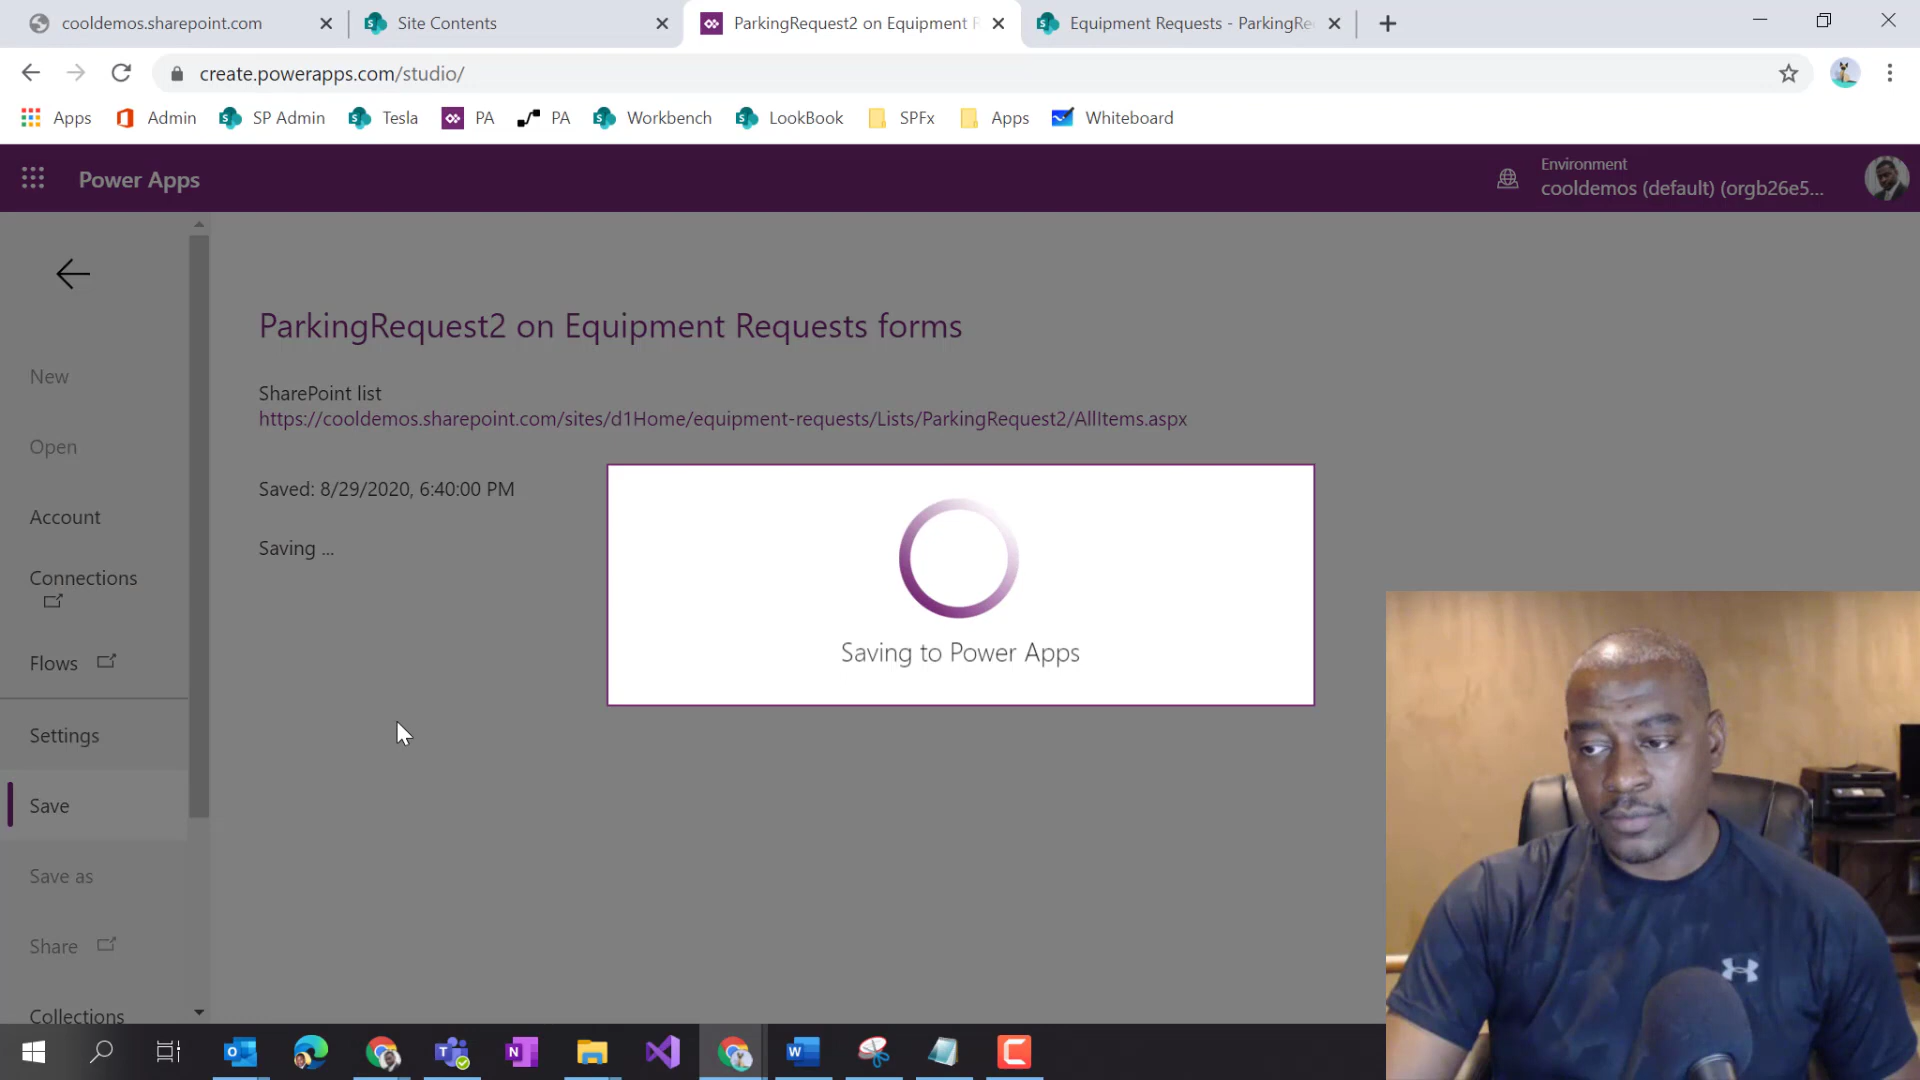 cooldemos.sharepoint.com
Site Contents
ParkingRequest2 on Equipment R
Equipment Requests - ParkingRe
create.powerapps.com/studio/
Apps
Admin
SP Admin
Tesla
PA
PA
Workbench
LookBook
SPFx
Apps
Whiteboard
Power Apps
Environment
cooldemos (default) (orgb26e5...
ParkingRequest2 on Equipment Requests forms
SharePoint list
https://cooldemos.sharepoint.com/sites/d1Home/equipment-requests/Lists/ParkingRequest2/AllItems.aspx
Saved: 8/29/2020, 6:40:00 PM
Saving ...
Saving to Power Apps
New
Open
Account
Connections
Flows
Settings
Save
Save as
Share
Collections